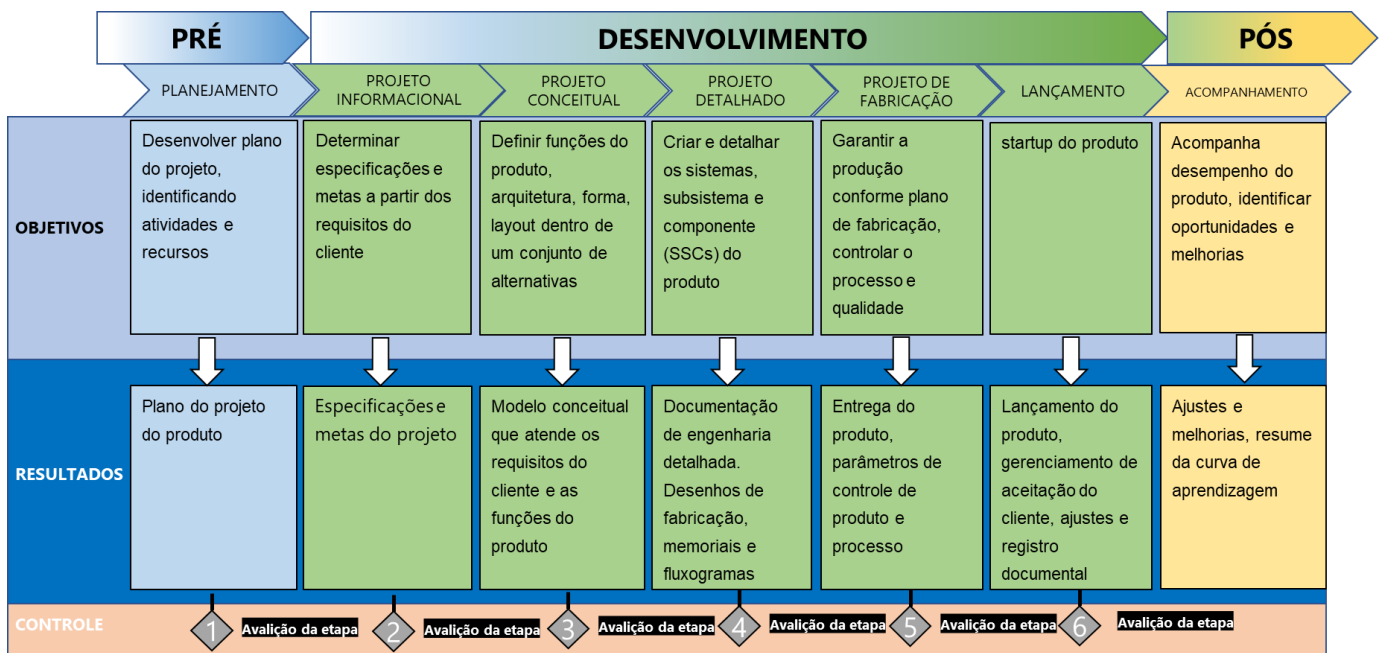 PRÉ
DESENVOLVIMENTO
PÓS
PLANEJAMENTO
PROJETO
INFORMACIONAL
PROJETO
CONCEITUAL
PROJETO
DETALHADO
PROJETO DE
FABRICAÇÃO
LANÇAMENTO
ACOMPANHAMENTO
OBJETIVOS
Desenvolver plano
do projeto,
identificando
atividades e
recursos
Determinar
especificações e
metas a partir dos
requisitos do
cliente
Definir funções do
produto,
arquitetura, forma,
layout dentro de
um conjunto de
alternativas
Criar e detalhar
os sistemas,
subsistema e
componente
(SSCs) do
produto
Garantir a
produção
conforme plano
de fabricação,
controlar o
processo e
qualidade
startup do produto
Acompanha
desempenho do
produto, identificar
oportunidades e
melhorias
RESULTADOS
Plano do projeto
do produto
Especificações e
metas do projeto
Modelo conceitual
que atende os
requisitos do
cliente e as
funções do
produto
Documentação
de engenharia
detalhada.
Desenhos de
fabricação,
memoriais e
fluxogramas
Entrega do
produto,
parâmetros de
controle de
produto e
processo
Lançamento do
produto,
gerenciamento de
aceitação do
cliente, ajustes e
registro
documental
Ajustes e
melhorias, resume
da curva de
aprendizagem
CONTROLE
1
Avalição da etapa
2
Avalição da etapa
3
Avalição da etapa
4
Avalição da etapa
5
Avalição da etapa
6
Avalição da etapa